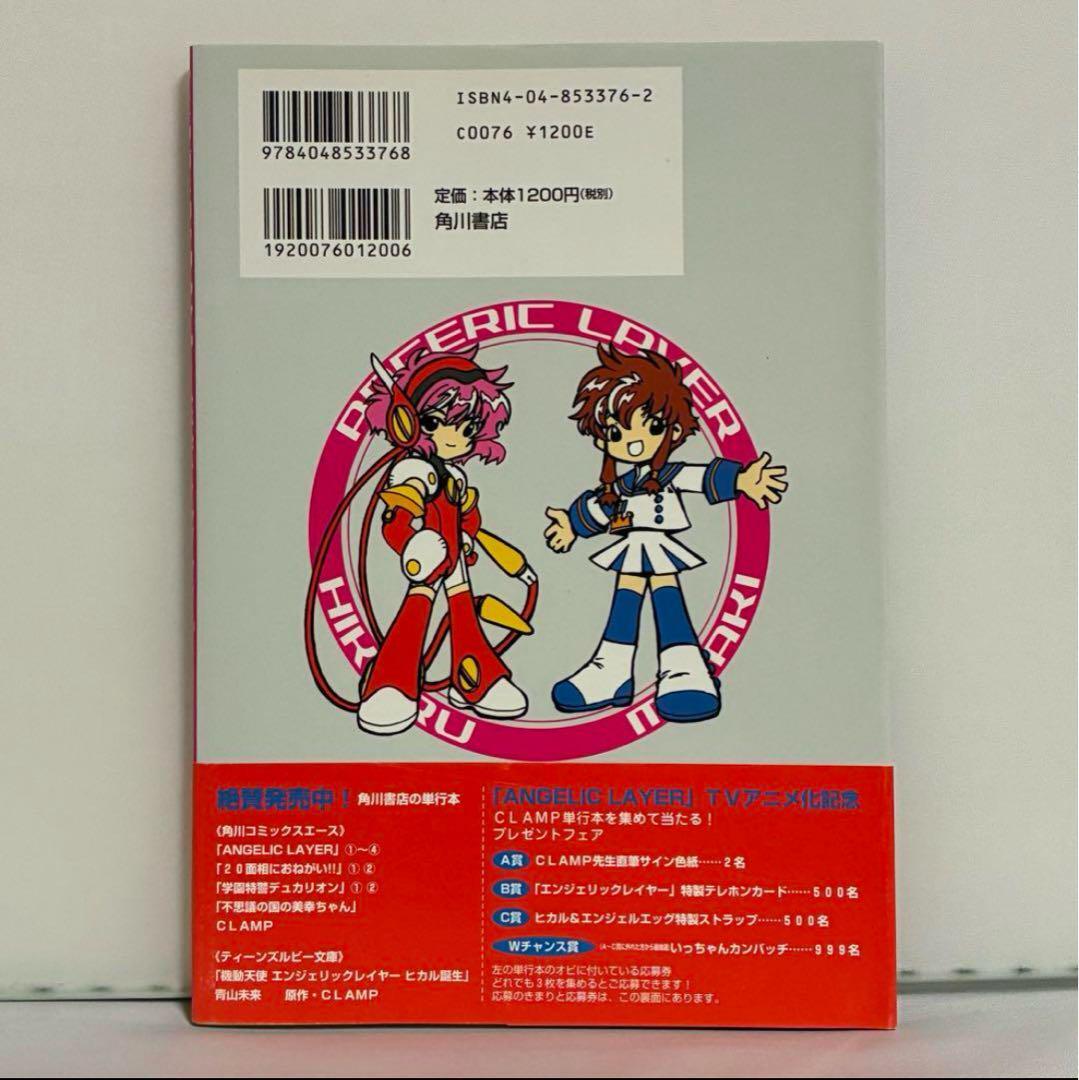 ISBN4-04-853376-2
C0076 ¥1200E
9784048533768
定価：本体1200円(税別)
角川書店
1920076012006
ERIC LAYER
HIK
RU
AKI
絶賛発売中！ 角川書店の単行本
《角川コミックスエース》
「ANGELIC LAYER」①〜④
「20面相におねがい!!」①②
「学園特警デュカリオン」①②
「不思議の国の美幸ちゃん」
CLAMP
《ティーンズルビー文庫》
「機動天使 エンジェリックレイヤー ヒカル誕生」
青山未来 原作・CLAMP
「ANGELIC LAYER」TVアニメ化記念
CLAMP単行本を集めて当たる！
プレゼントフェア
A賞 CLAMP先生直筆サイン色紙……2名
B賞 「エンジェリックレイヤー」特製テレホンカード……500名
C賞 ヒカル&エンジェルエッグ特製ストラップ……500名
Wチャンス賞 いっちゃんカンバッチ……999名
左の単行本のオビに付いている応募券
どれでも3枚を集めるとご応募できます！
応募のきまりと応募券は、この裏面にあります。